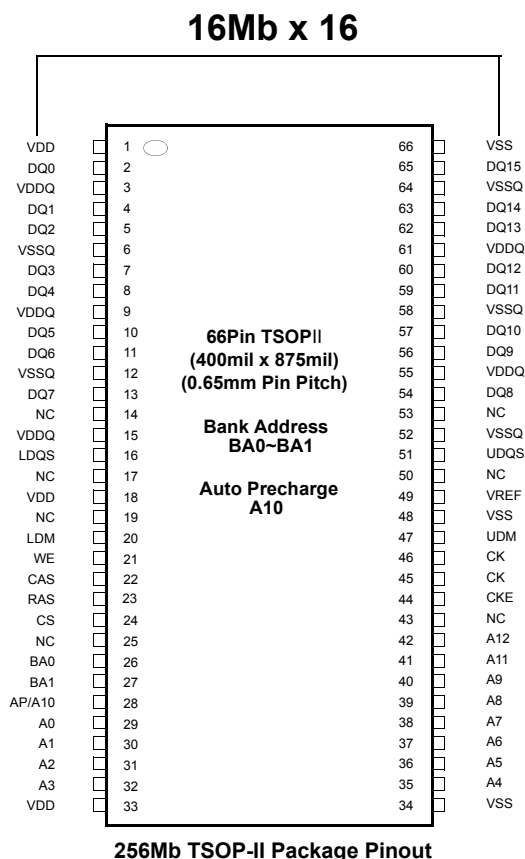 16Mb x 16
VDD 1 66 VSS
DQ0 2 65 DQ15
VDDQ 3 64 VSSQ
DQ1 4 63 DQ14
DQ2 5 62 DQ13
VSSQ 6 61 VDDQ
DQ3 7 60 DQ12
DQ4 8 59 DQ11
VDDQ 9 58 VSSQ
DQ5 10 57 DQ10
DQ6 11 56 DQ9
VSSQ 12 55 VDDQ
DQ7 13 54 DQ8
NC 14 53 NC
VDDQ 15 52 VSSQ
LDQS 16 51 UDQS
NC 17 50 NC
VDD 18 49 VREF
NC 19 48 VSS
LDM 20 47 UDM
WE 21 46 CK
CAS 22 45 CK
RAS 23 44 CKE
CS 24 43 NC
NC 25 42 A12
BA0 26 41 A11
BA1 27 40 A9
AP/A10 28 39 A8
A0 29 38 A7
A1 30 37 A6
A2 31 36 A5
A3 32 35 A4
VDD 33 34 VSS
66Pin TSOPII
(400mil x 875mil)
(0.65mm Pin Pitch)
Bank Address
BA0~BA1
Auto Precharge
A10
256Mb TSOP-II Package Pinout